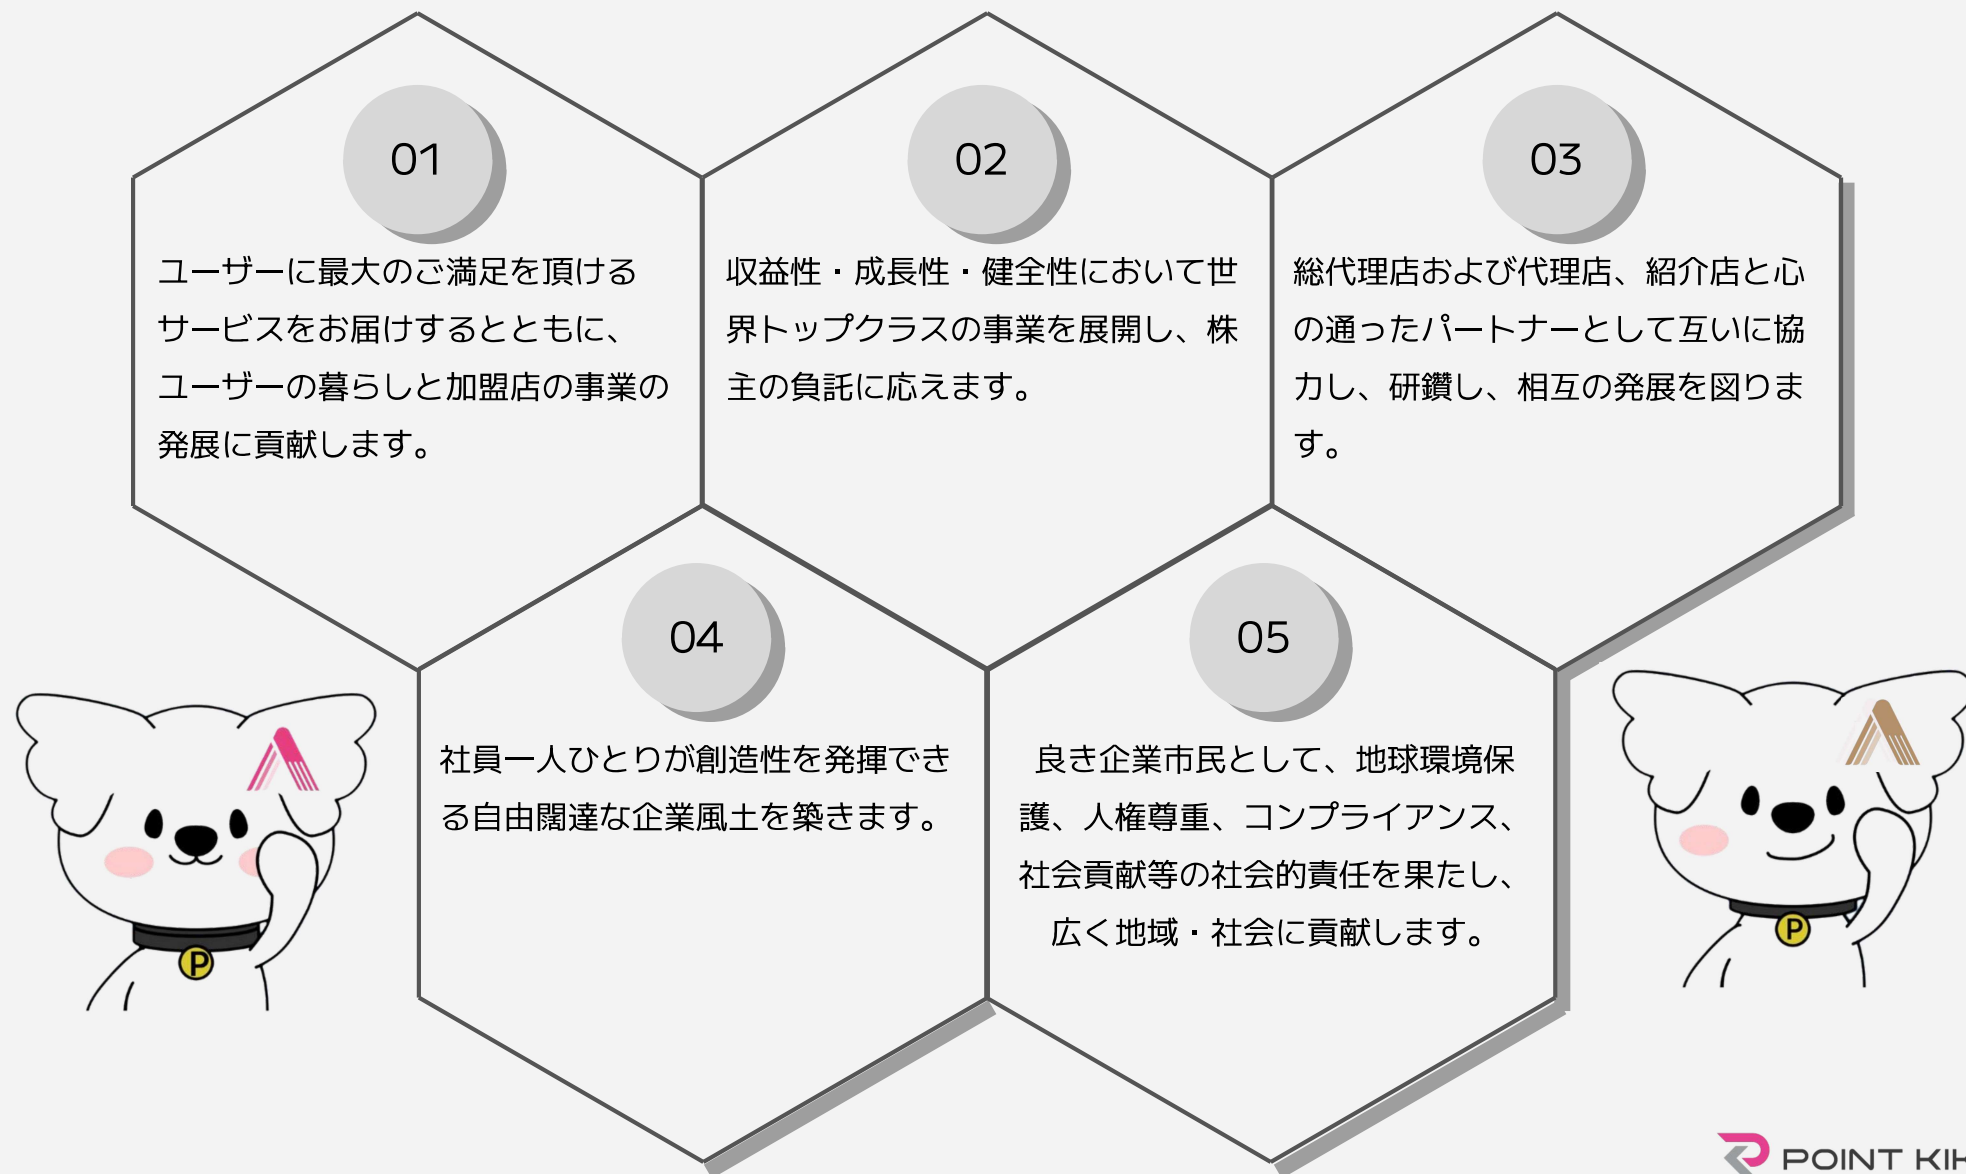 01
ユーザーに最大のご満足を頂ける
サービスをお届けするとともに、
ユーザーの暮らしと加盟店の事業の
発展に貢献します。
02
収益性・成長性・健全性において世
界トップクラスの事業を展開し、株
主の負託に応えます。
03
総代理店および代理店、紹介店と心
の通ったパートナーとして互いに協
力し、研鑽し、相互の発展を図りま
す。
04
社員一人ひとりが創造性を発揮でき
る自由闊達な企業風土を築きます。
05
良き企業市民として、地球環境保
護、人権尊重、コンプライアンス、
社会貢献等の社会的責任を果たし、
広く地域・社会に貢献します。
P
P
POINT